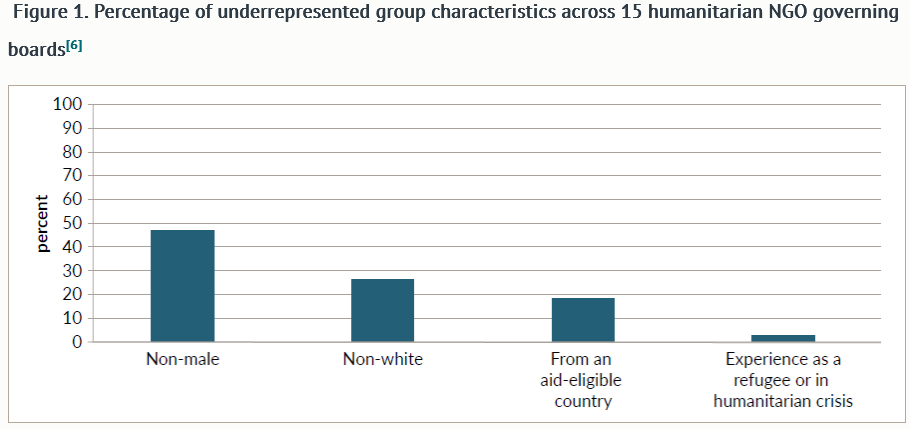 Figure 1. Percentage of underrepresented group characteristics across 15 humanitarian NGO governing
boards[6]
100
90
80
70
60
50
40
30
20
10
0
percent
Non-male
Non-white
From an
aid-eligible
country
Experience as a
refugee or in
humanitarian crisis